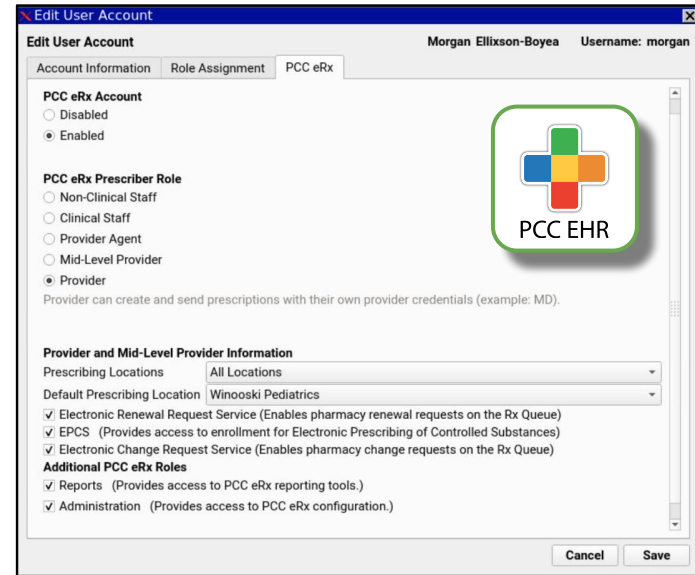 Edit User Account
Edit User Account Morgan Ellixson-Boyea Username: morgan
Account Information Role Assignment PCC eRx
PCC eRx Account
Disabled
Enabled
PCC EHR
PCC eRx Prescriber Role
Non-Clinical Staff
Clinical Staff
Provider Agent
Mid-Level Provider
Provider
Provider can create and send prescriptions with their own provider credentials (example: MD).
Provider and Mid-Level Provider Information
Prescribing Locations All Locations
Default Prescribing Location Winooski Pediatrics
Electronic Renewal Request Service (Enables pharmacy renewal requests on the Rx Queue)
EPCS (Provides access to enrollment for Electronic Prescribing of Controlled Substances)
Electronic Change Request Service (Enables pharmacy change requests on the Rx Queue)
Additional PCC eRx Roles
Reports (Provides access to PCC eRx reporting tools.)
Administration (Provides access to PCC eRx configuration.)
Cancel Save